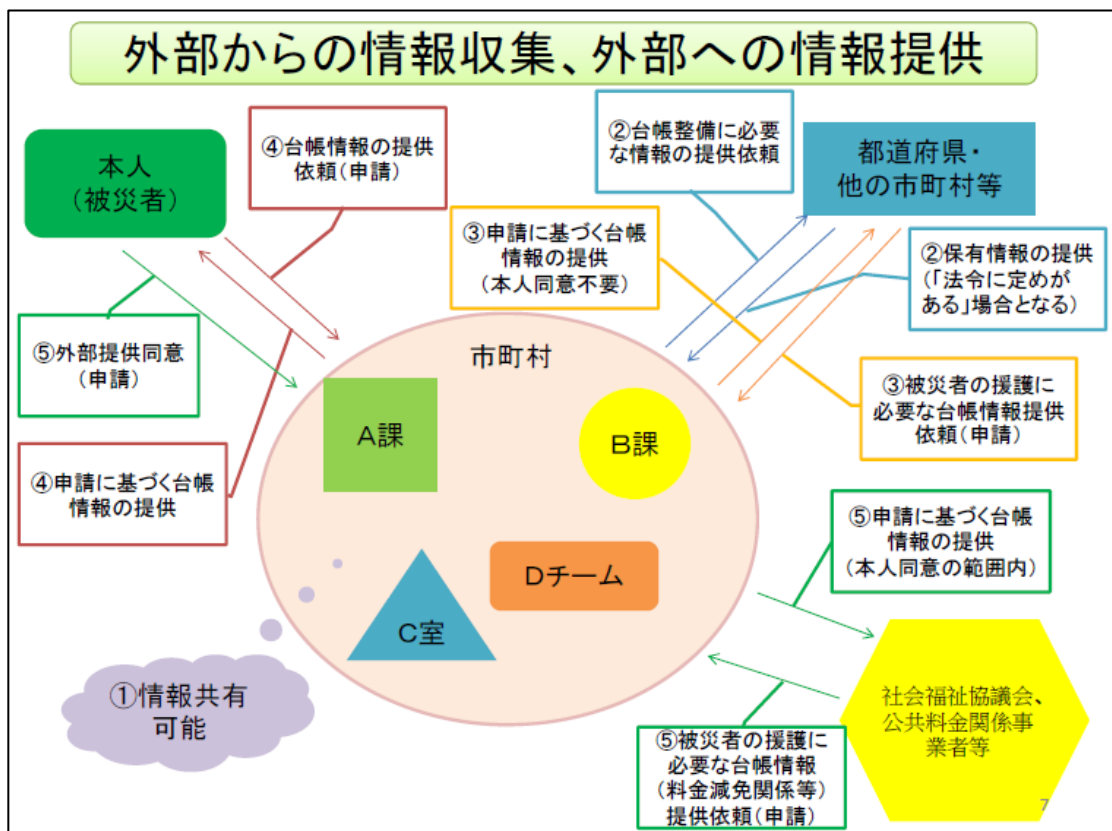 外部からの情報収集、外部への情報提供
本人
(被災者)
④台帳情報の提供
依頼(申請)
②台帳整備に必要
な情報の提供依頼
都道府県・
他の市町村等
③申請に基づく台帳
情報の提供
(本人同意不要)
②保有情報の提供
(「法令に定めが
ある」場合となる)
⑤外部提供同意
(申請)
市町村
③被災者の援護に
必要な台帳情報提供
依頼(申請)
A課
B課
④申請に基づく台帳
情報の提供
⑤申請に基づく台帳
情報の提供
(本人同意の範囲内)
Dチーム
C室
①情報共有
可能
社会福祉協議会、
公共料金関係事
業者等
⑤被災者の援護に
必要な台帳情報
(料金減免関係等)
提供依頼(申請)
7